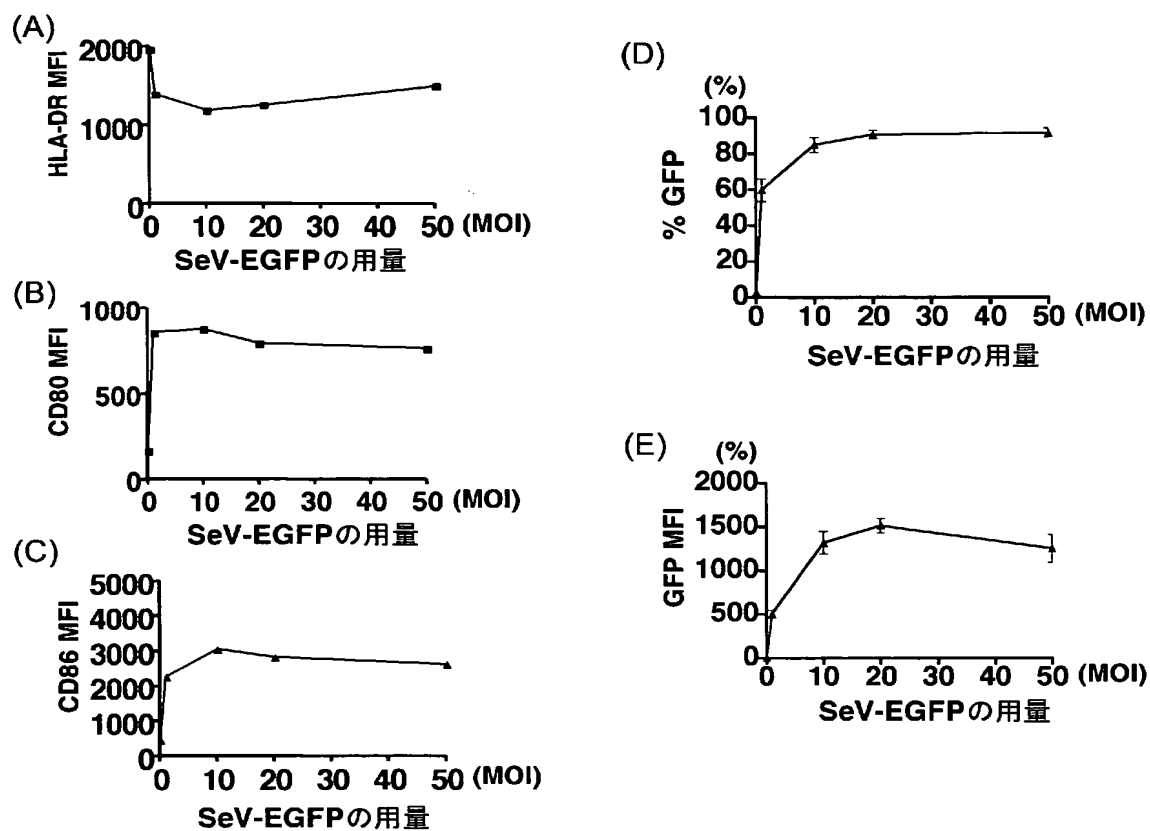 (A)
HLA-DR MFI
2000
1000
0
0 10 20 30 40 50 (MOI)
SeV-EGFPの用量
(B)
CD80 MFI
1000
500
0
0 10 20 30 40 50 (MOI)
SeV-EGFPの用量
(C)
CD86 MFI
5000
4000
3000
2000
1000
0
0 10 20 30 40 50 (MOI)
SeV-EGFPの用量
(D)
(%)
% GFP
100
80
60
40
20
0
0 10 20 30 40 50 (MOI)
SeV-EGFPの用量
(E)
(%)
GFP MFI
2000
1500
1000
500
0
0 10 20 30 40 50 (MOI)
SeV-EGFPの用量